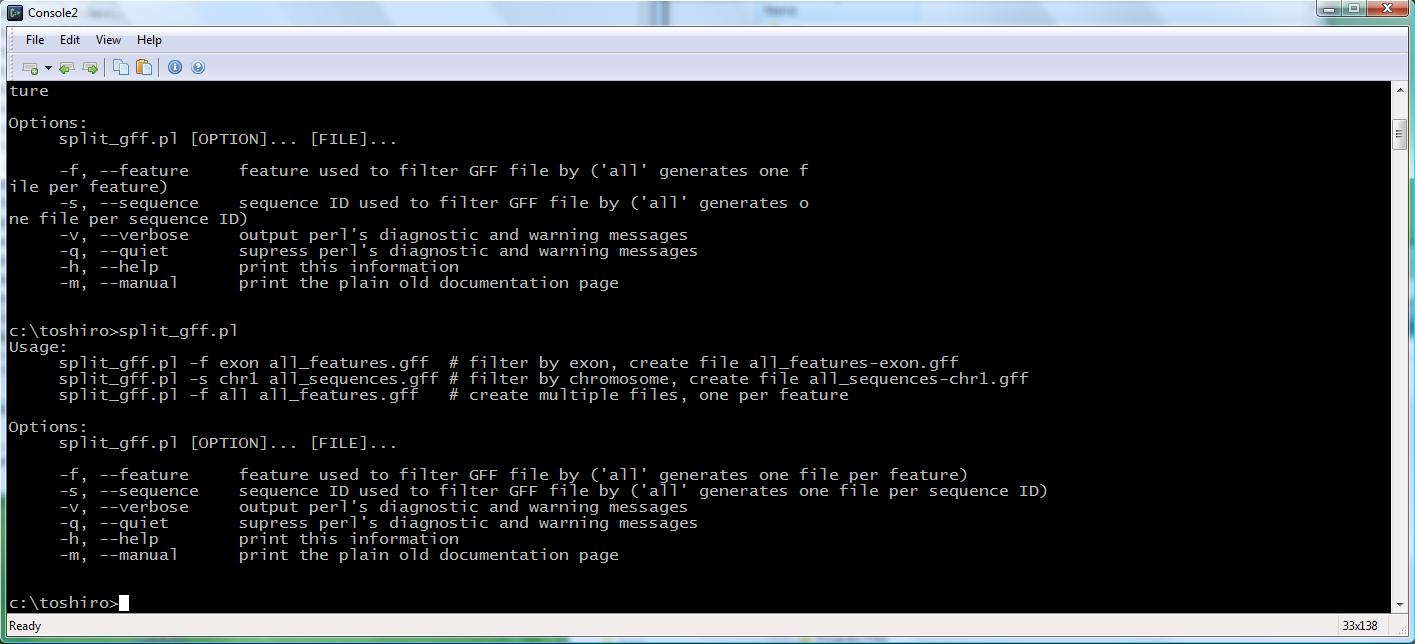 Console2
File Edit View Help
ture
Options:
split_gff.pl [OPTION]... [FILE]...
-f, --feature feature used to filter GFF file by ('all' generates one f
ile per feature)
-s, --sequence sequence ID used to filter GFF file by ('all' generates o
ne file per sequence ID)
-v, --verbose output perl's diagnostic and warning messages
-q, --quiet supress perl's diagnostic and warning messages
-h, --help print this information
-m, --manual print the plain old documentation page
c:\toshiro>split_gff.pl
Usage:
split_gff.pl -f exon all_features.gff # filter by exon, create file all_features-exon.gff
split_gff.pl -s chr1 all_sequences.gff # filter by chromosome, create file all_sequences-chr1.gff
split_gff.pl -f all all_features.gff # create multiple files, one per feature
Options:
split_gff.pl [OPTION]... [FILE]...
-f, --feature feature used to filter GFF file by ('all' generates one file per feature)
-s, --sequence sequence ID used to filter GFF file by ('all' generates one file per sequence ID)
-v, --verbose output perl's diagnostic and warning messages
-q, --quiet supress perl's diagnostic and warning messages
-h, --help print this information
-m, --manual print the plain old documentation page
c:\toshiro>
Ready 33x138